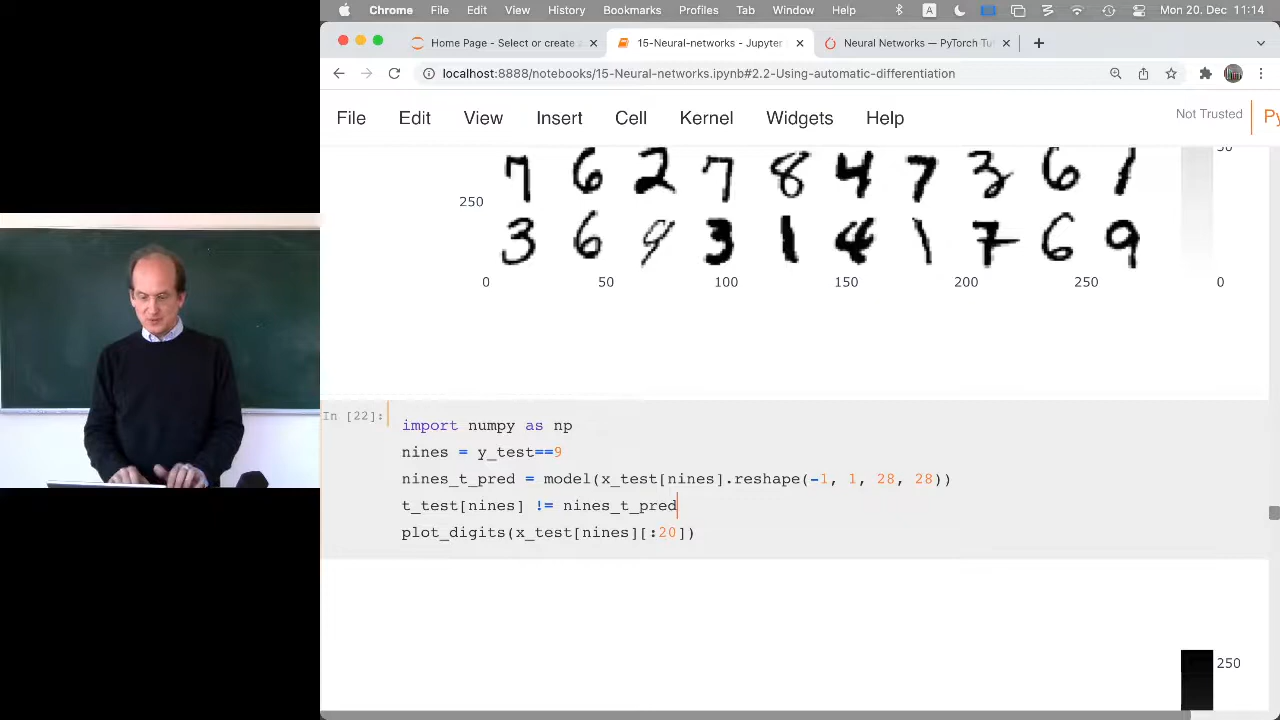 Chrome File Edit View History Bookmarks Profiles Tab Window Help A Mon 20. Dec 11:14
Home Page - Select or create a 15-Neural-networks - Jupyter Neural Networks — PyTorch Tut
localhost:8888/notebooks/15-Neural-networks.ipynb#2.2-Using-automatic-differentiation
File Edit View Insert Cell Kernel Widgets Help Not Trusted Py
50
7 6 2 7 8 4 7 3 6 1
250
3 6 9 3 1 4 1 7 6 9
0 50 100 150 200 250 0
In [22]:
import numpy as np
nines = y_test==9
nines_t_pred = model(x_test[nines].reshape(-1, 1, 28, 28))
t_test[nines] != nines_t_pred
plot_digits(x_test[nines][:20])
250